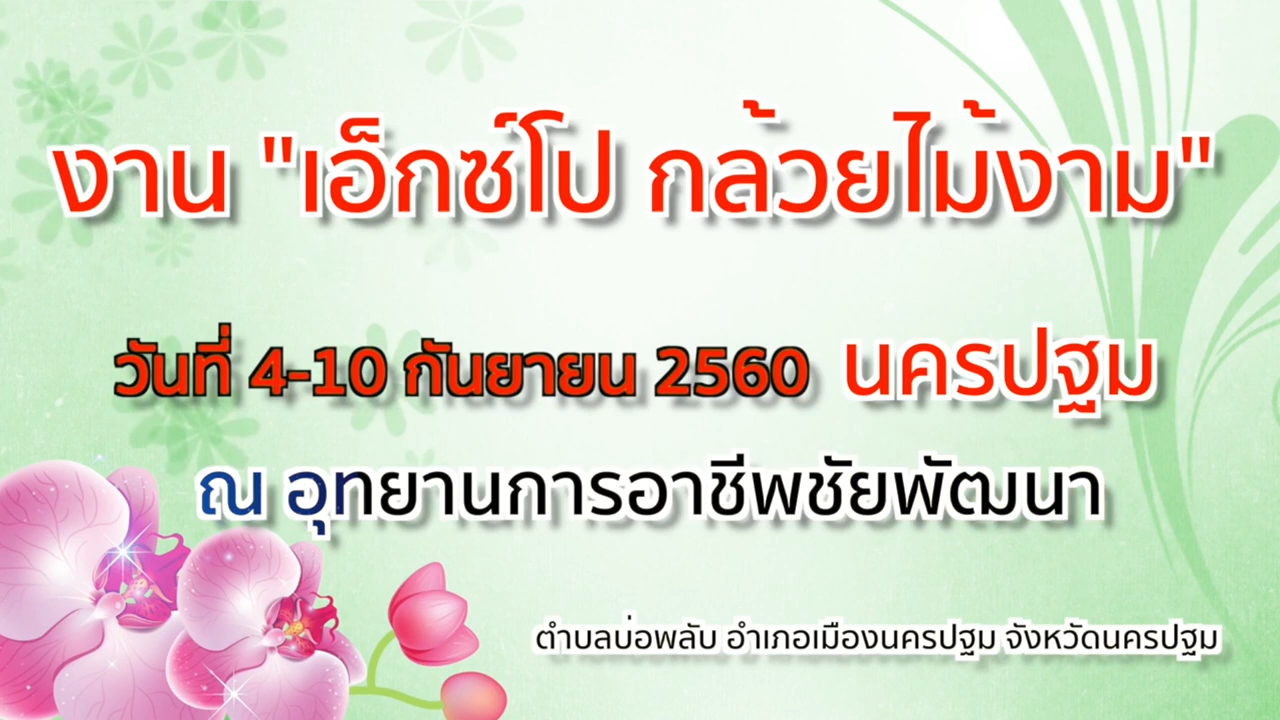 งาน "เอ็กซ์โป กล้วยไม้งาม"
วันที่ 4-10 กันยายน 2560 นครปฐม
ณ อุทยานการอาชีพชัยพัฒนา
ตำบลบ่อพลับ อำเภอเมืองนครปฐม จังหวัดนครปฐม